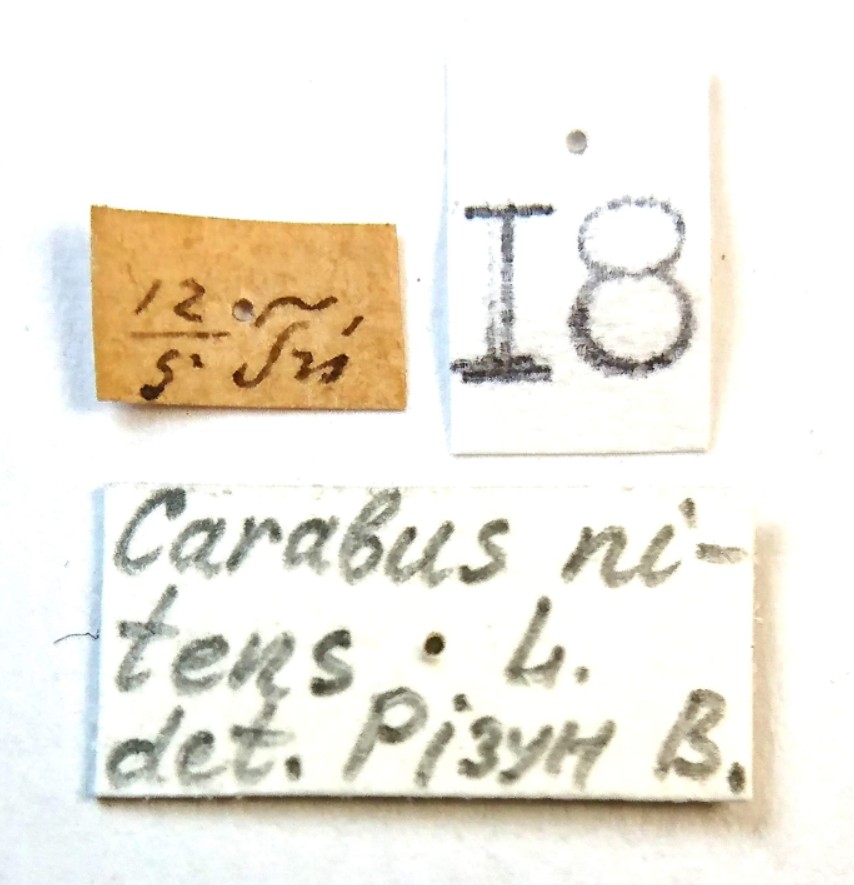 12
5
I8
Carabus ni-
tens L.
det. Різун В.